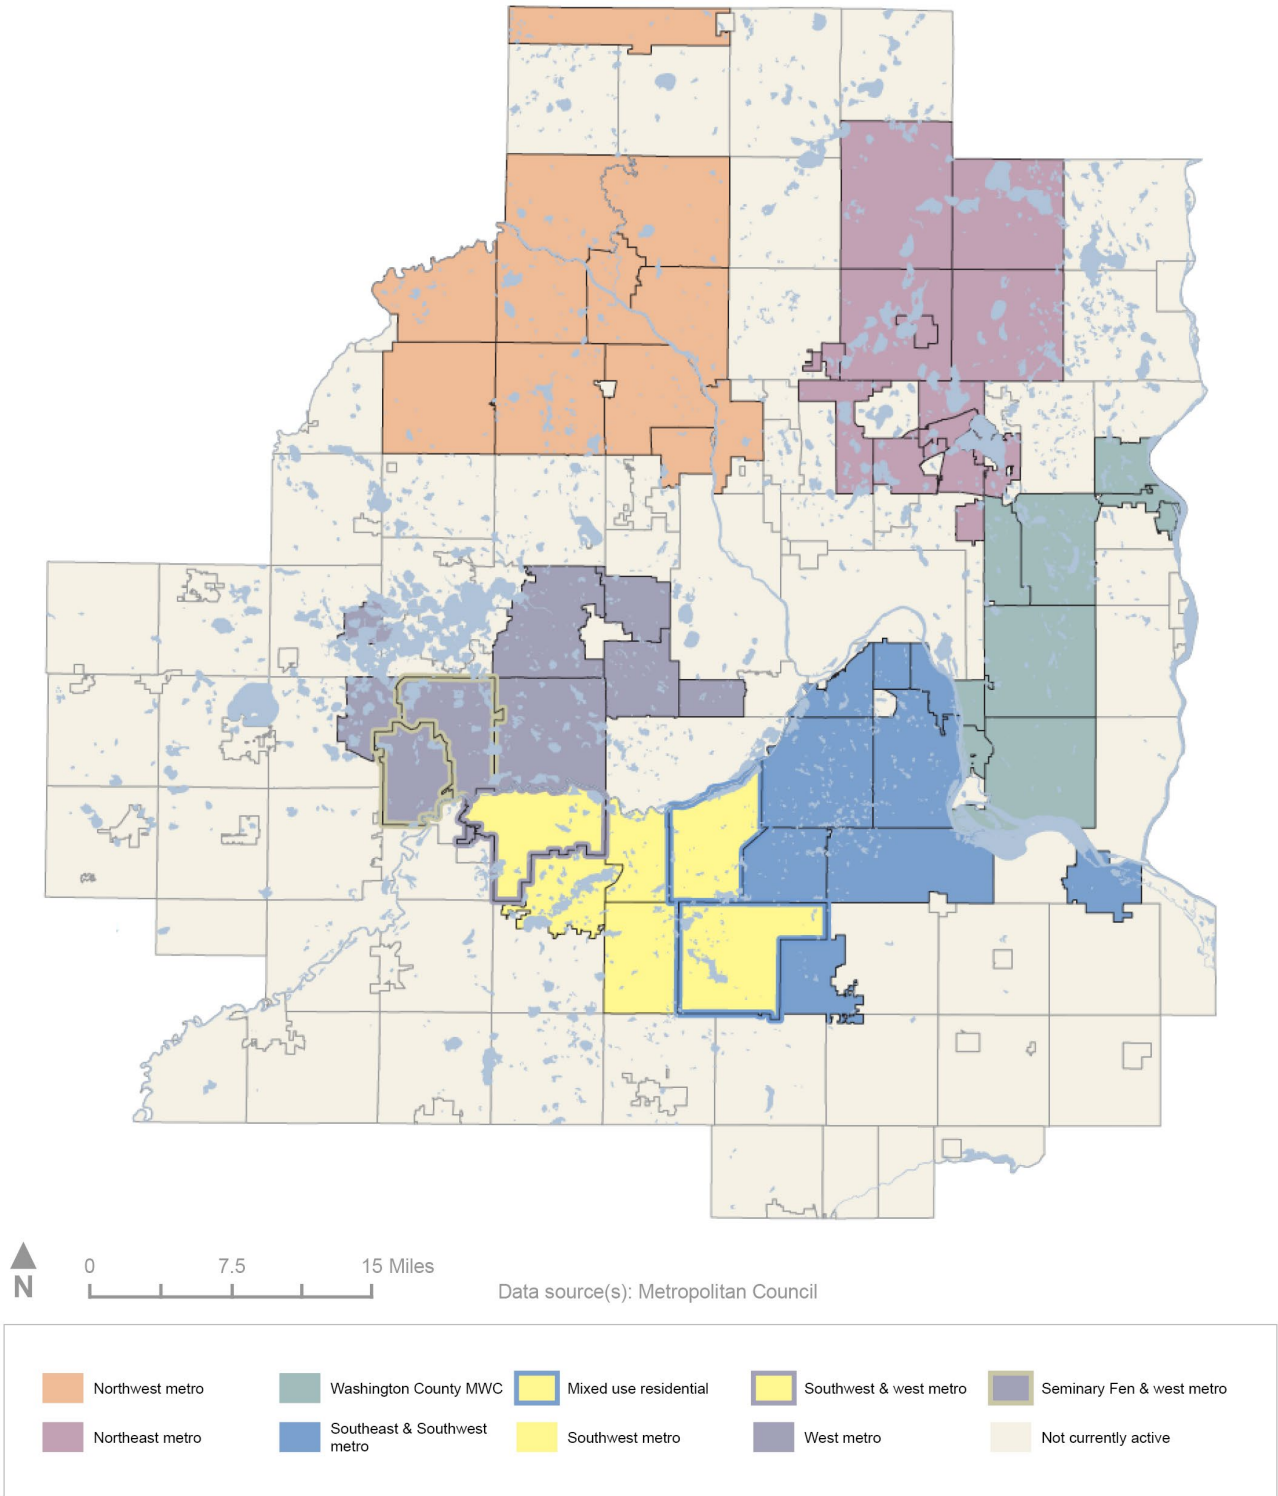 0 7.5 15 Miles
N
Data source(s): Metropolitan Council
Northwest metro
Washington County MWC
Mixed use residential
Southwest & west metro
Seminary Fen & west metro
Northeast metro
Southeast & Southwest
metro
Southwest metro
West metro
Not currently active